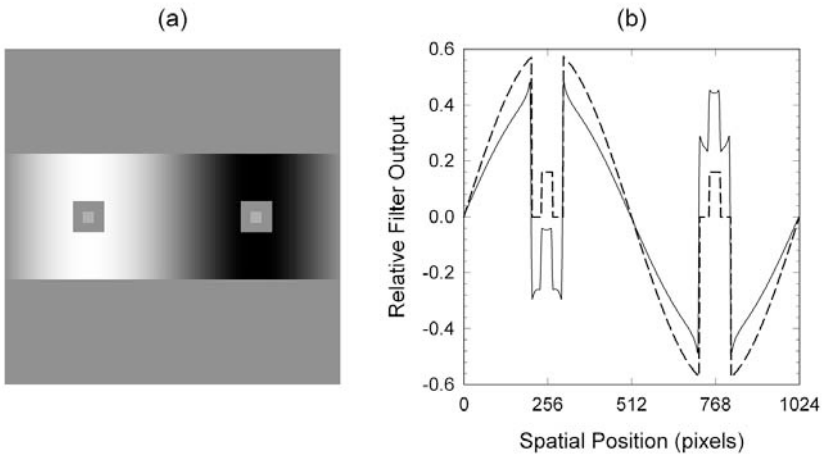 (a)
(b)
0.6
0.4
0.2
0.0
-0.2
-0.4
-0.6
Relative Filter Output
0 256 512 768 1024
Spatial Position (pixels)